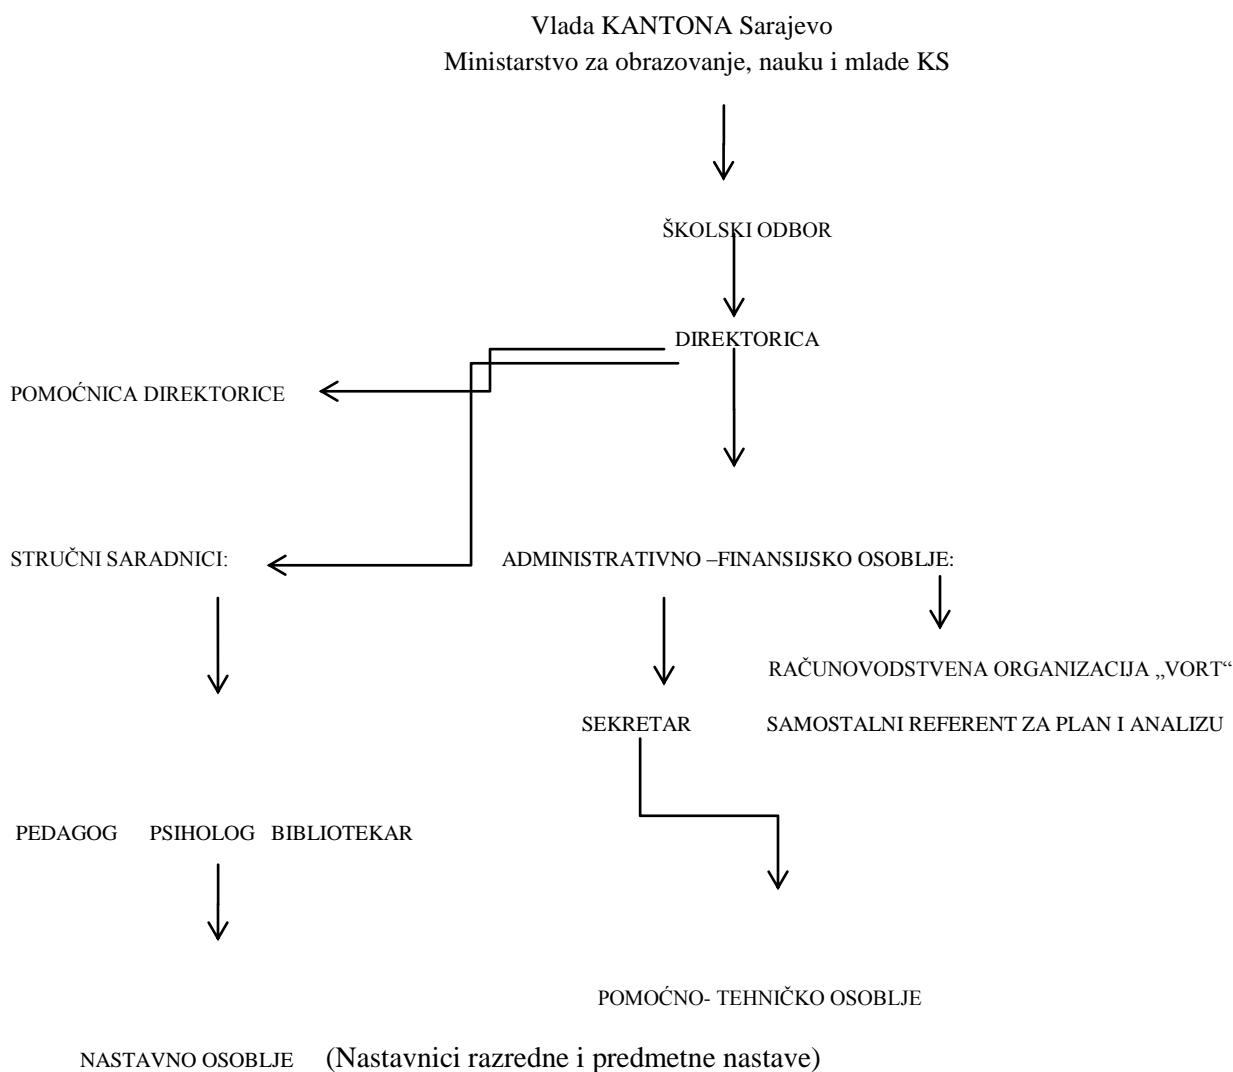 Vlada KANTONA Sarajevo
Ministarstvo za obrazovanje, nauku i mlade KS
ŠKOLSKI ODBOR
DIREKTORICA
POMOĆNICA DIREKTORICE
STRUČNI SARADNICI:
ADMINISTRATIVNO –FINANSIJSKO OSOBLJE:
RAČUNOVODSTVENA ORGANIZACIJA „VORT“
SEKRETAR
SAMOSTALNI REFERENT ZA PLAN I ANALIZU
PEDAGOG PSIHOLOG BIBLIOTEKAR
POMOĆNO- TEHNIČKO OSOBLJE
NASTAVNO OSOBLJE (Nastavnici razredne i predmetne nastave)